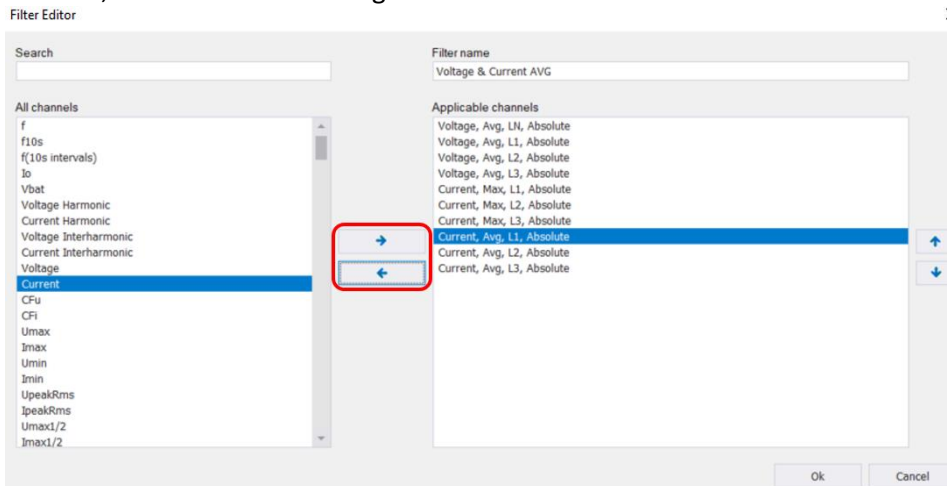 Filter Editor
Search
Filter name
Voltage & Current AVG
All channels
f
f10s
f(10s intervals)
Io
Vbat
Voltage Harmonic
Current Harmonic
Voltage Interharmonic
Current Interharmonic
Voltage
Current
CFu
CFi
Umax
Imax
Umin
Imin
UpeakRms
IpeakRms
Umax1/2
Imax1/2
Applicable channels
Voltage, Avg, LN, Absolute
Voltage, Avg, L1, Absolute
Voltage, Avg, L2, Absolute
Voltage, Avg, L3, Absolute
Current, Max, L1, Absolute
Current, Max, L2, Absolute
Current, Max, L3, Absolute
Current, Avg, L1, Absolute
Current, Avg, L2, Absolute
Current, Avg, L3, Absolute
Ok
Cancel